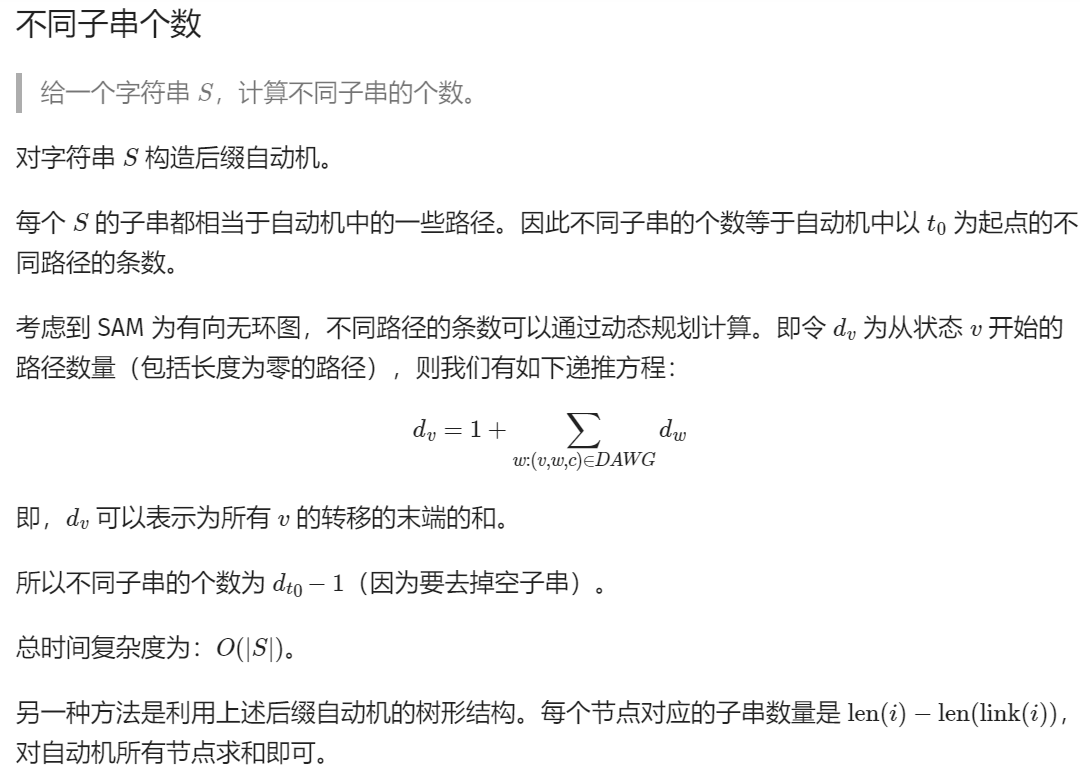 不同子串个数
给一个字符串 S，计算不同子串的个数。
对字符串 S 构造后缀自动机。
每个 S 的子串都相当于自动机中的一些路径。因此不同子串的个数等于自动机中以 t₀ 为起点的不
同路径的条数。
考虑到 SAM 为有向无环图，不同路径的条数可以通过动态规划计算。即令 dᵥ 为从状态 v 开始的
路径数量（包括长度为零的路径），则我们有如下递推方程：
d_v = 1 + ∑_{w:(v,w,c)∈DAWG} d_w
即，dᵥ 可以表示为所有 v 的转移的末端的和。
所以不同子串的个数为 d_{t₀} − 1（因为要去掉空子串）。
总时间复杂度为：O(|S|)。
另一种方法是利用上述后缀自动机的树形结构。每个节点对应的子串数量是 len(i) − len(link(i))，
对自动机所有节点求和即可。